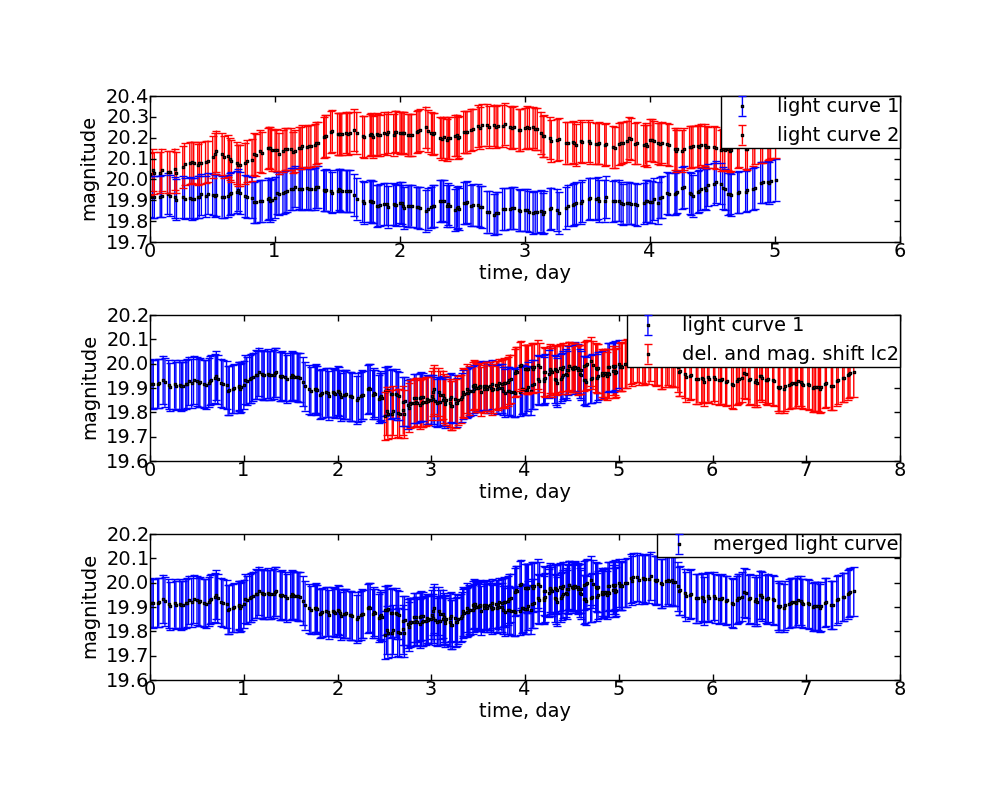 20.4
20.3
20.2
20.1
20.0
19.9
19.8
19.7
magnitude
light curve 1
light curve 2
0 1 2 3 4 5 6
time, day
20.2
20.1
20.0
19.9
19.8
19.7
19.6
magnitude
light curve 1
del. and mag. shift lc2
0 1 2 3 4 5 6 7 8
time, day
20.2
20.1
20.0
19.9
19.8
19.7
19.6
magnitude
merged light curve
0 1 2 3 4 5 6 7 8
time, day